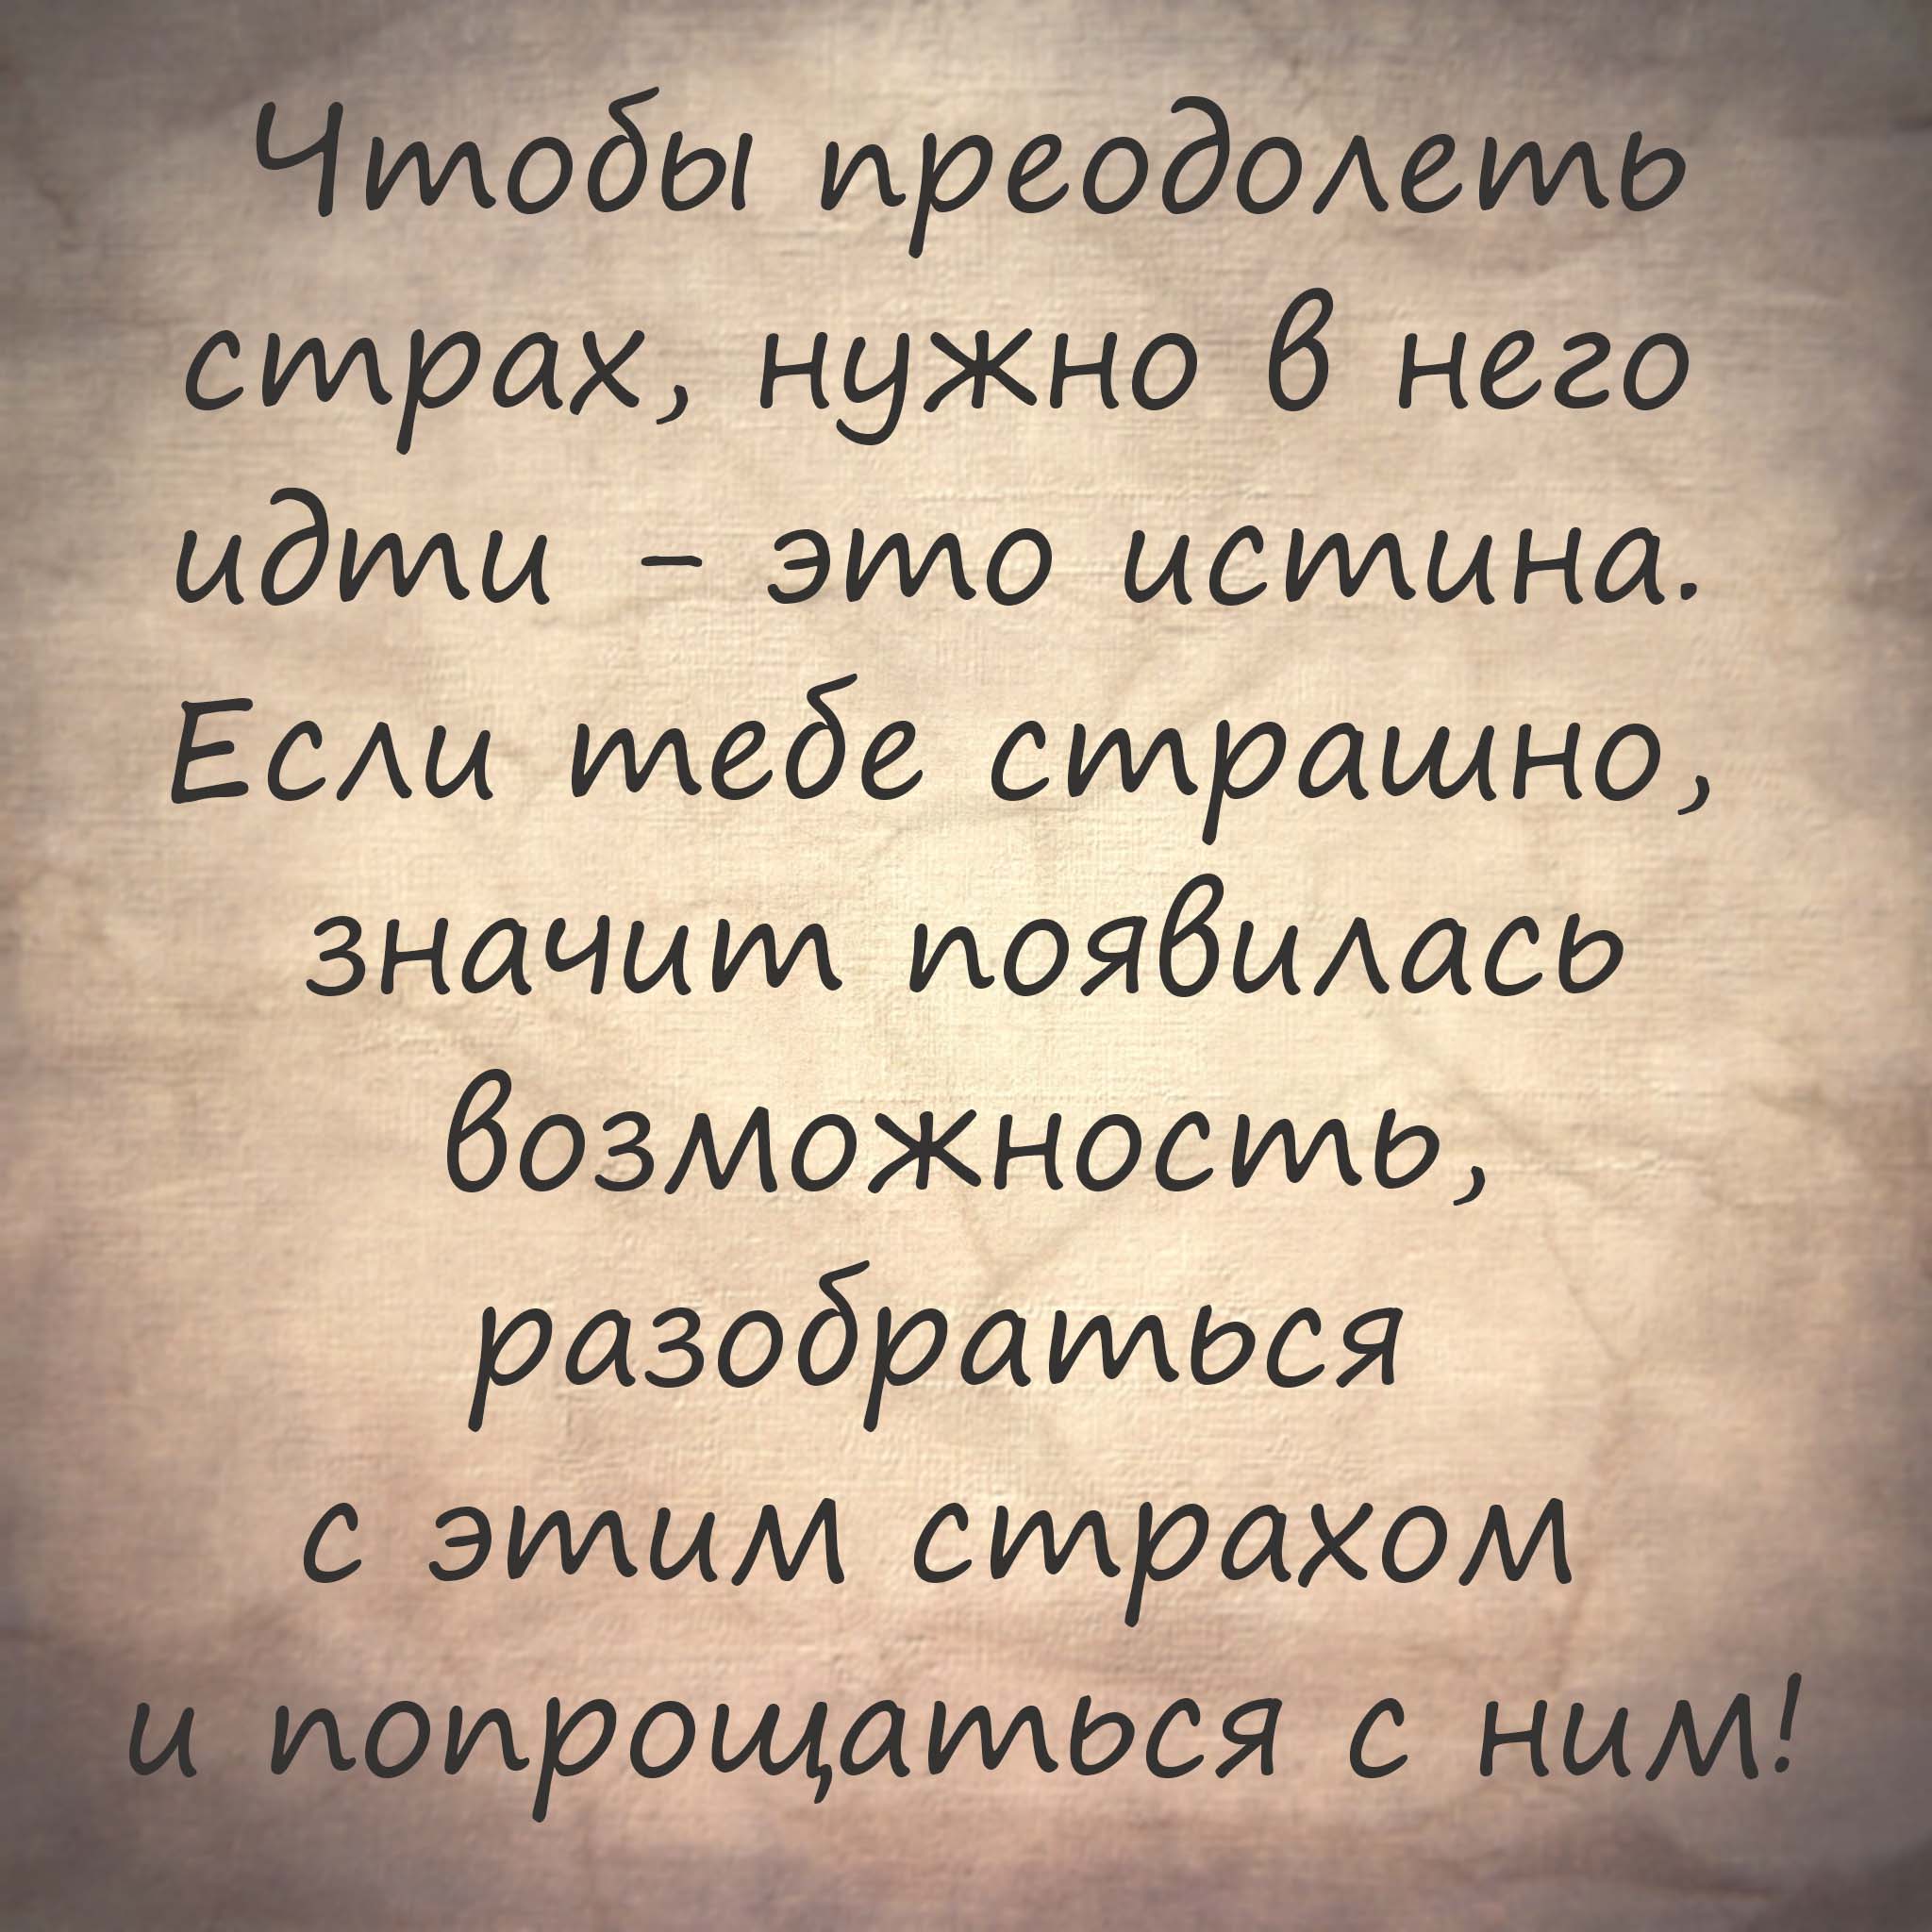 Чтобы преодолеть
страх, нужно в него
идти - это истина.
Если тебе страшно,
значит появилась
возможность,
разобраться
с этим страхом
и попрощаться с ним!